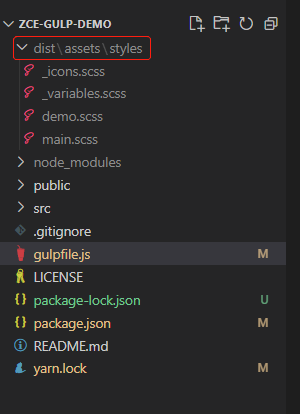 ZCE-GULP-DEMO
dist\assets\styles
_icons.scss
_variables.scss
demo.scss
main.scss
node_modules
public
src
.gitignore
gulpfile.js M
LICENSE
package-lock.json U
package.json M
README.md
yarn.lock M